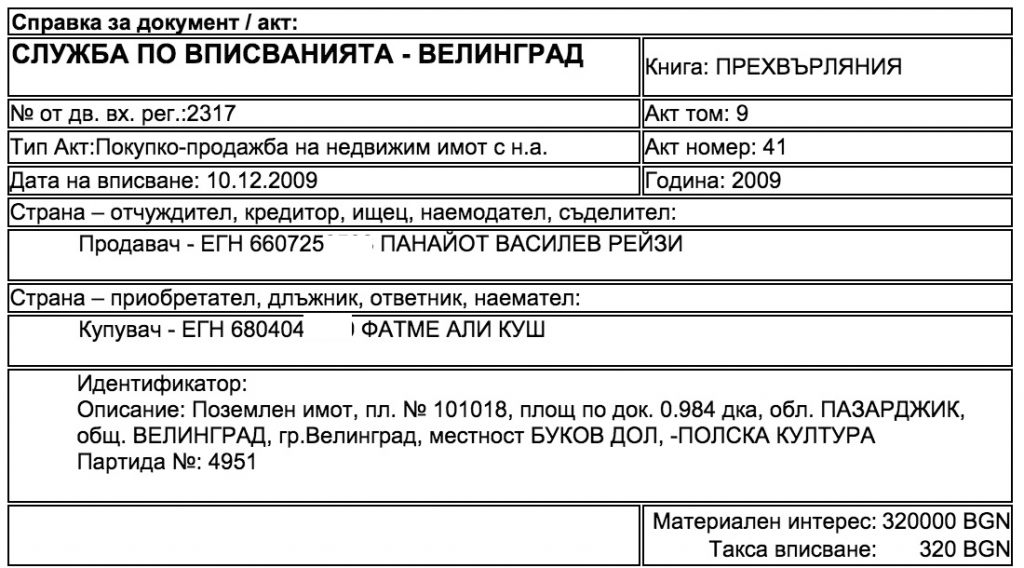 Справка за документ / акт:
СЛУЖБА ПО ВПИСВАНИЯТА - ВЕЛИНГРАД
Книга: ПРЕХВЪРЛЯНИЯ
№ от дв. вх. рег.:2317
Акт том: 9
Тип Акт:Покупко-продажба на недвижим имот с н.а.
Акт номер: 41
Дата на вписване: 10.12.2009
Година: 2009
Страна – отчуждител, кредитор, ищец, наемодател, съделител:
Продавач - ЕГН 660725 ПАНАЙОТ ВАСИЛЕВ РЕЙЗИ
Страна – приобретател, длъжник, ответник, наемател:
Купувач - ЕГН 680404 ФАТМЕ АЛИ КУШ
Идентификатор:
Описание: Поземлен имот, пл. № 101018, площ по док. 0.984 дка, обл. ПАЗАРДЖИК,
общ. ВЕЛИНГРАД, гр.Велинград, местност БУКОВ ДОЛ, -ПОЛСКА КУЛТУРА
Партида №: 4951
Материален интерес: 320000 BGN
Такса вписване: 320 BGN